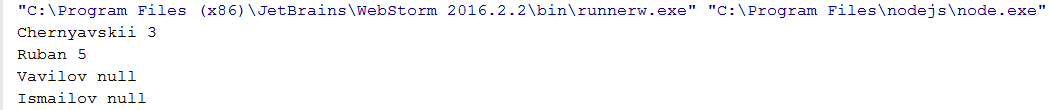 "C:\Program Files (x86)\JetBrains\WebStorm 2016.2.2\bin\runnerw.exe" "C:\Program Files\nodejs\node.exe"
Chernyavskii 3
Ruban 5
Vavilov null
Ismailov null